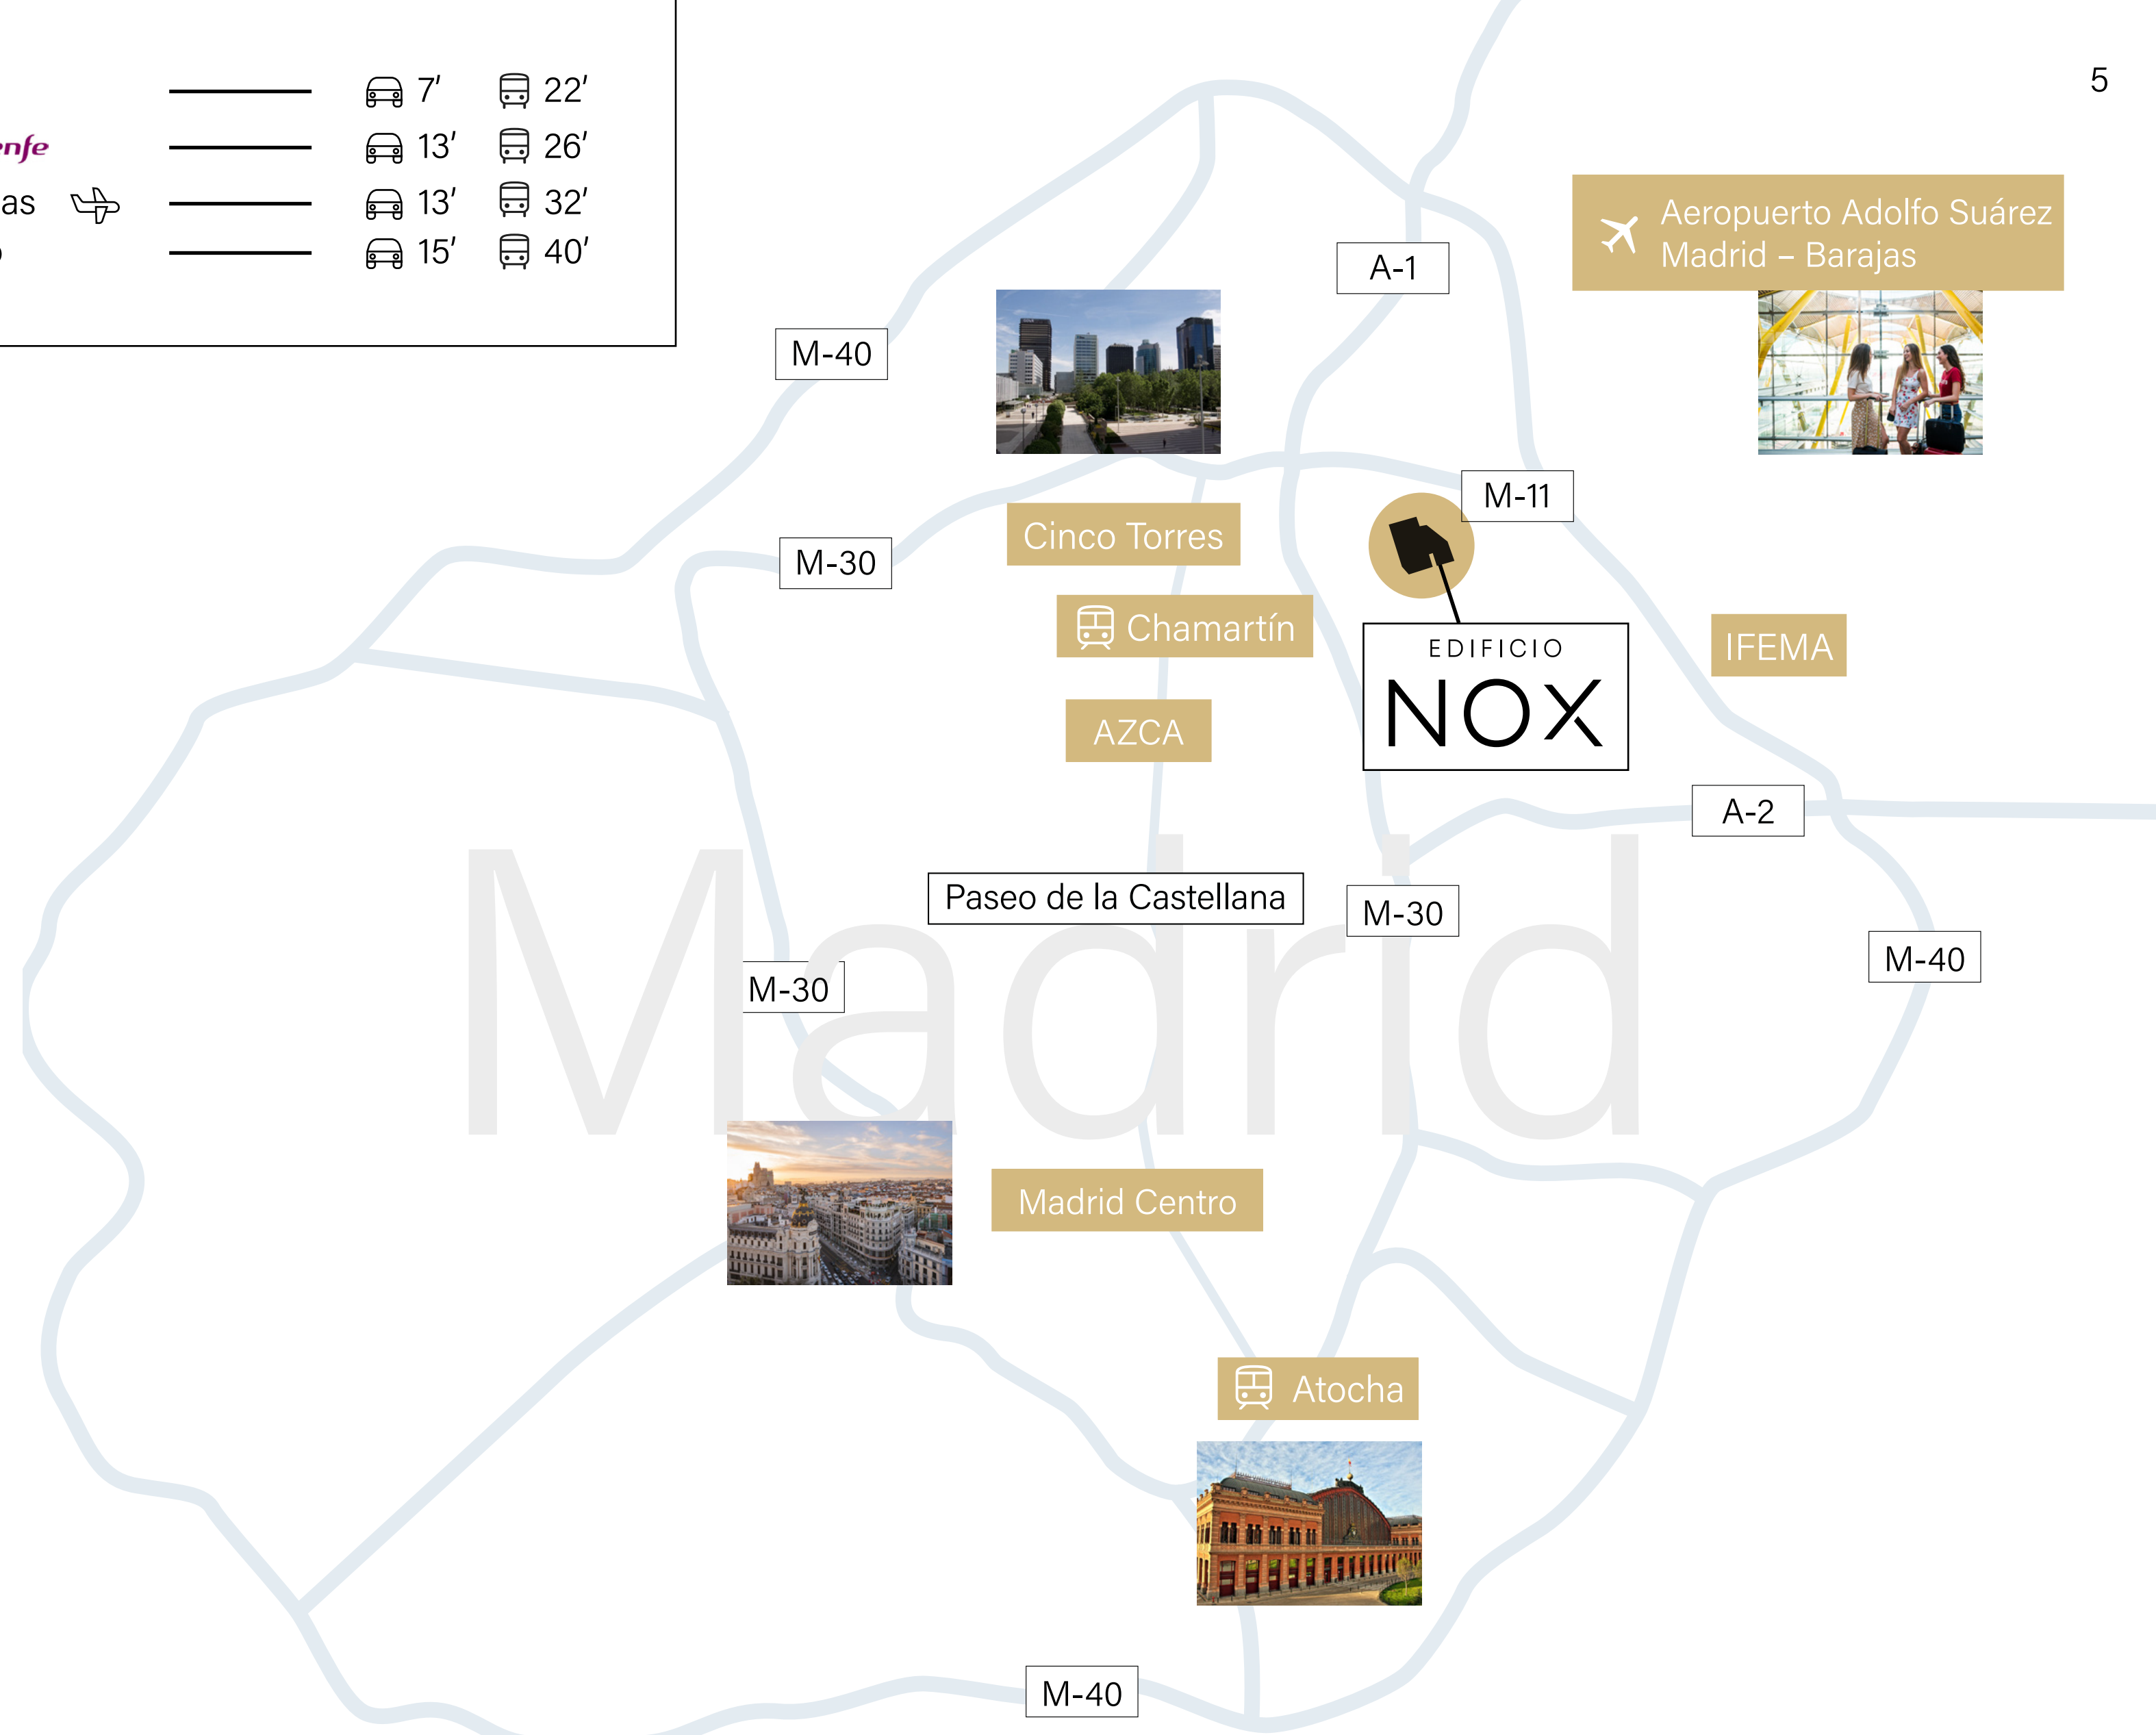 7’ 22’
5
enfe 13’ 26’
as 13’ 32’
15’ 40’
Aeropuerto Adolfo Suárez
Madrid – Barajas
A-1
M-40
M-11
Cinco Torres
M-30
Chamartín
EDIFICIO
NOX
IFEMA
AZCA
A-2
Paseo de la Castellana
M-30
M-40
M-30
Madrid
Madrid Centro
Atocha
M-40